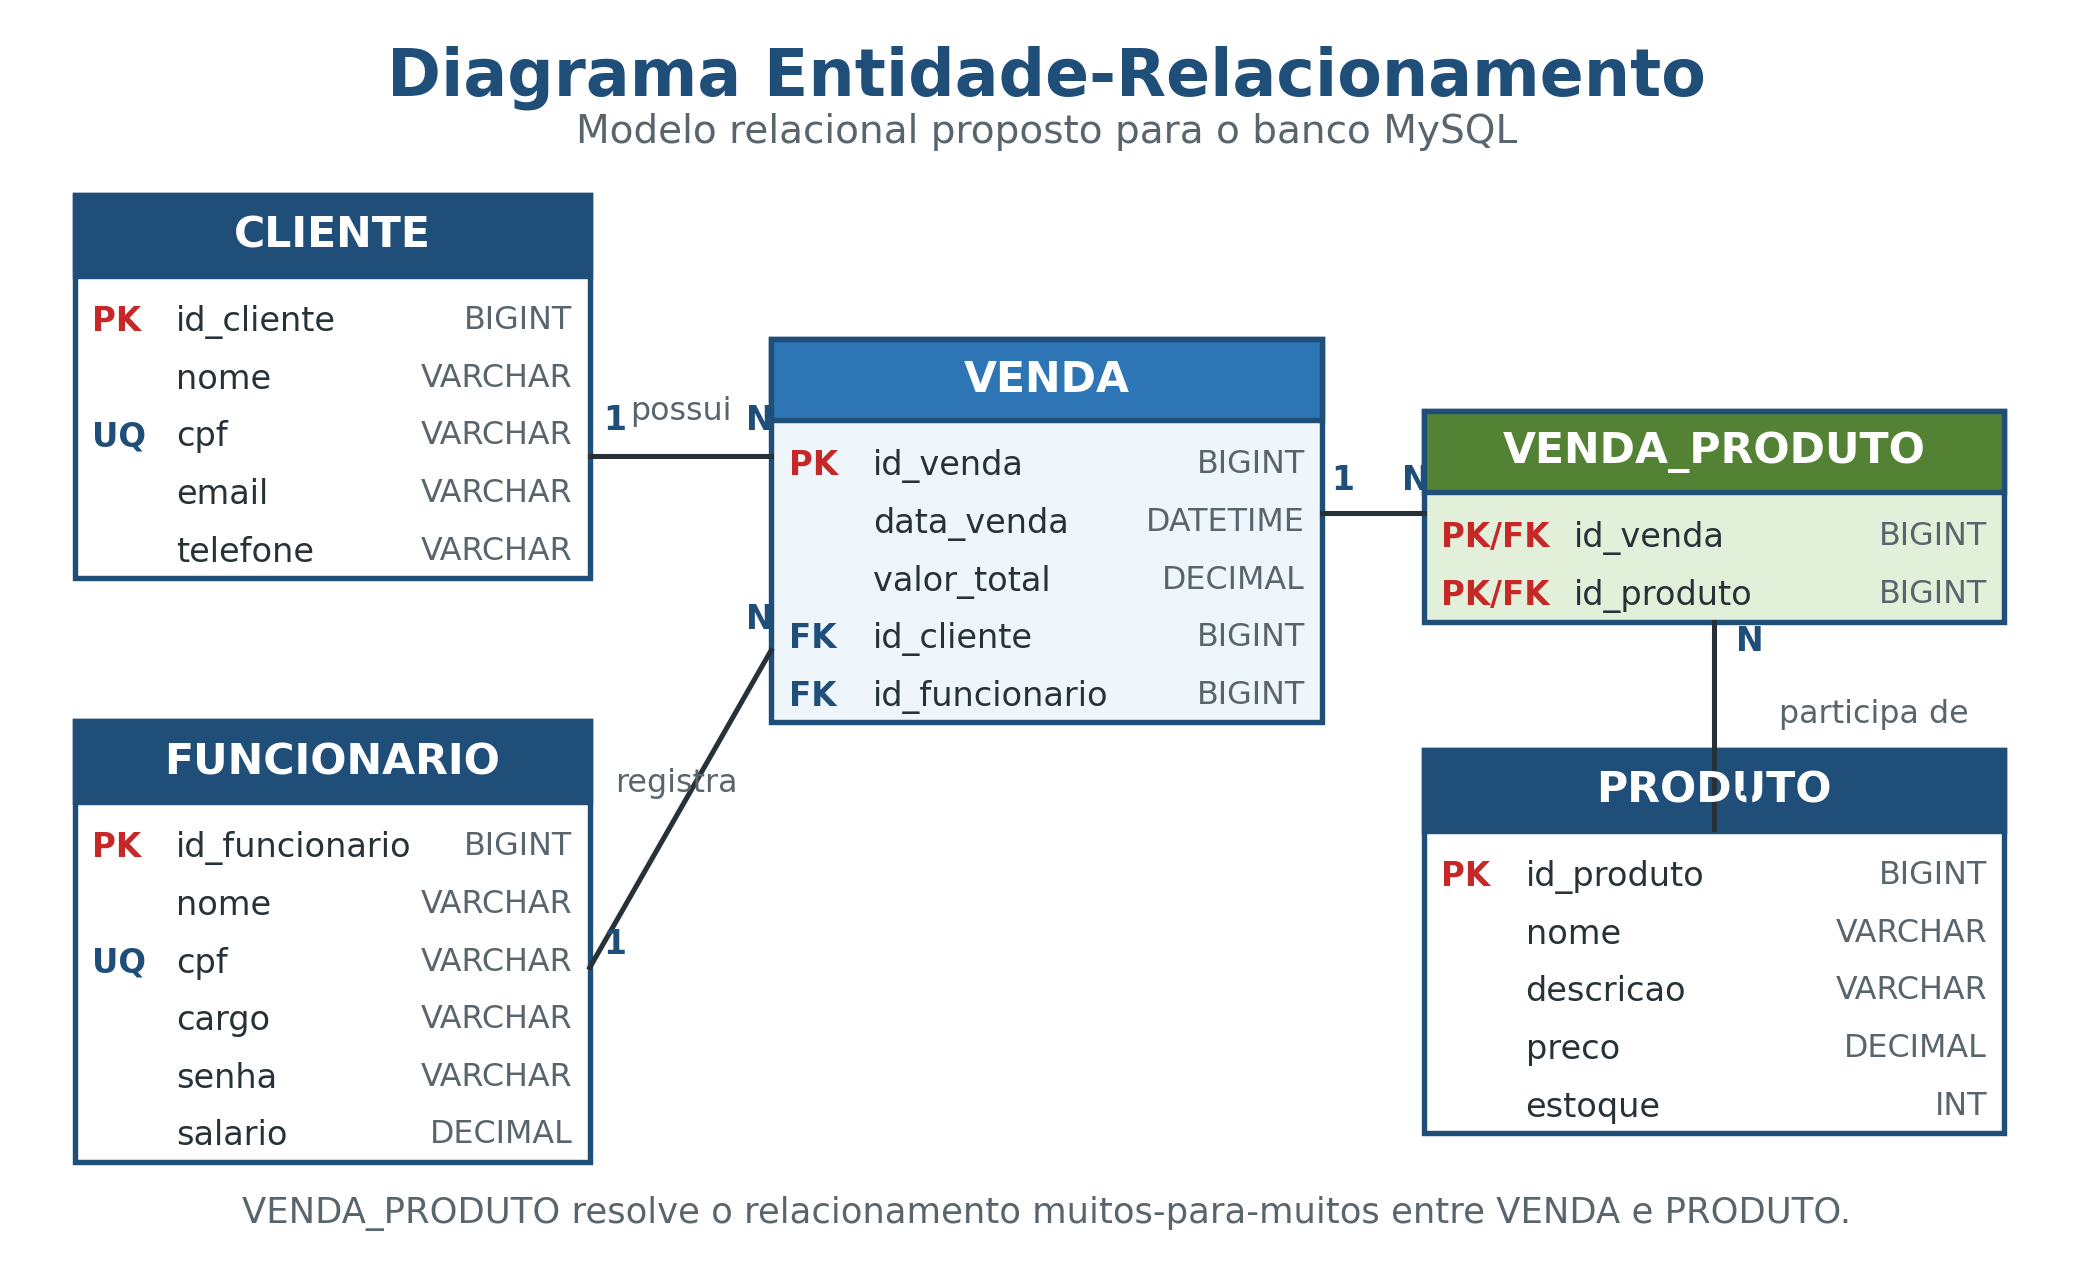 Diagrama Entidade-Relacionamento
Modelo relacional proposto para o banco MySQL
CLIENTE
PK id_cliente BIGINT
nome VARCHAR
UQ cpf VARCHAR
email VARCHAR
telefone VARCHAR
1 possui N
VENDA
PK id_venda BIGINT
data_venda DATETIME
valor_total DECIMAL
FK id_cliente BIGINT
FK id_funcionario BIGINT
1 N
VENDA_PRODUTO
PK/FK id_venda BIGINT
PK/FK id_produto BIGINT
N
participa de
N
registra
1
FUNCIONARIO
PK id_funcionario BIGINT
nome VARCHAR
UQ cpf VARCHAR
cargo VARCHAR
senha VARCHAR
salario DECIMAL
PRODUTO
PK id_produto BIGINT
nome VARCHAR
descricao VARCHAR
preco DECIMAL
estoque INT
VENDA_PRODUTO resolve o relacionamento muitos-para-muitos entre VENDA e PRODUTO.